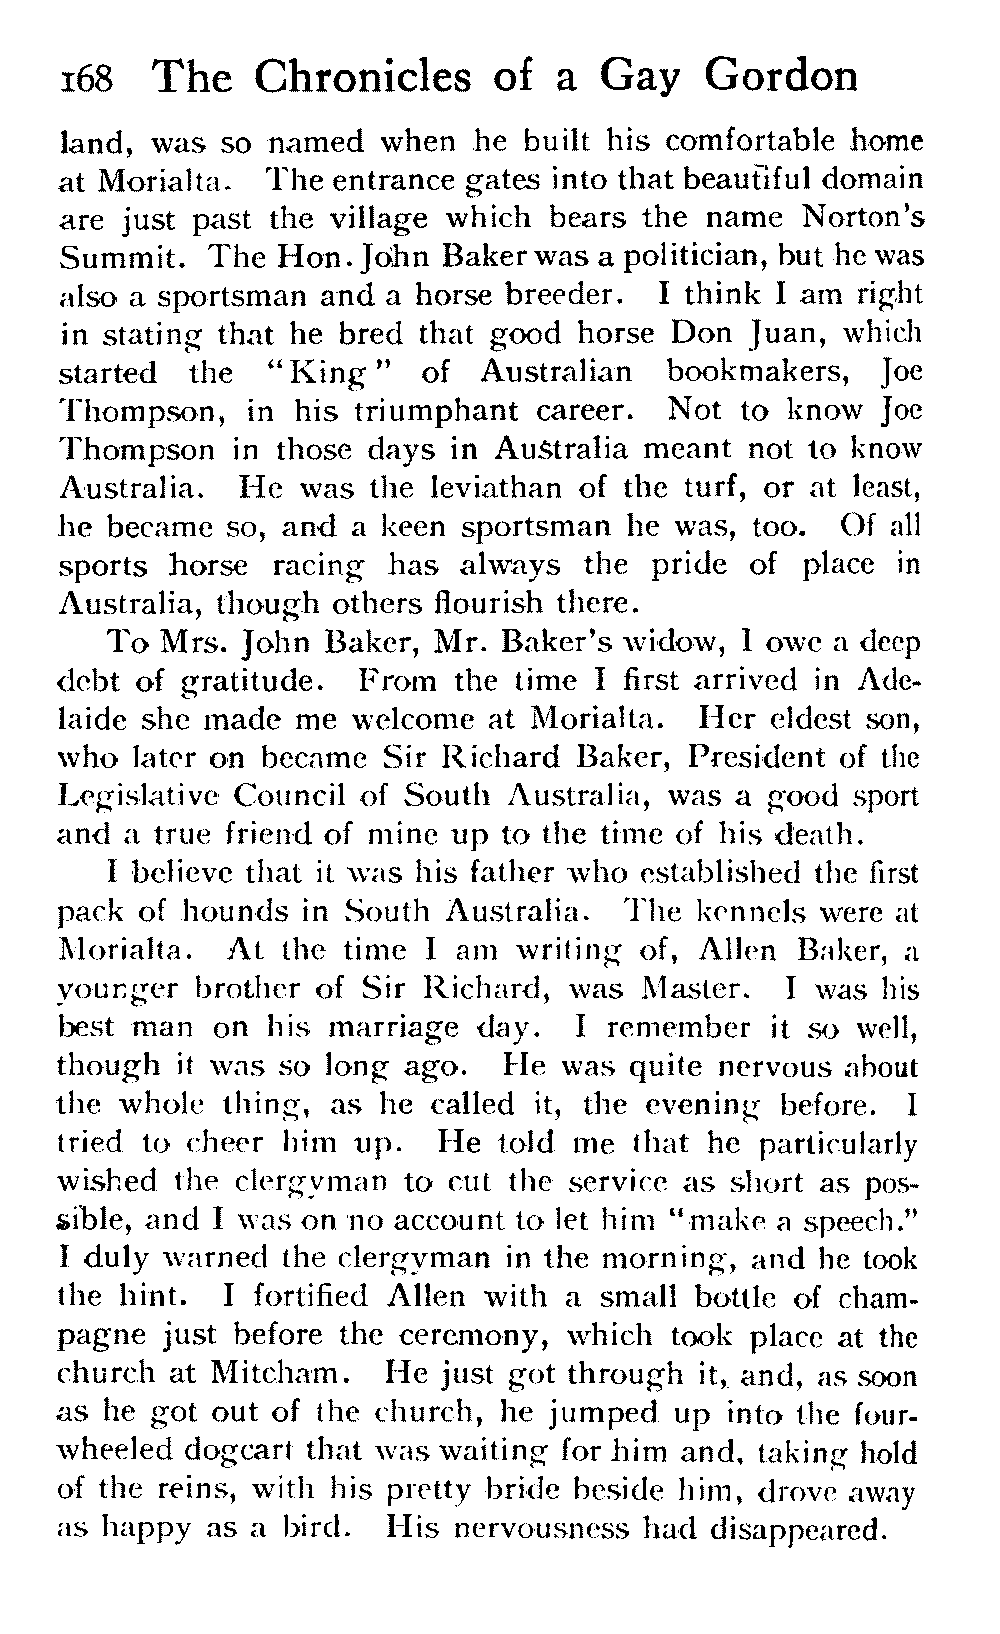 168 The Chronicles of a Gay Gordon
land, was so named when he built his comfortable home
at Morialta. The entrance gates into that beautiful domain
are just past the village which bears the name Norton's
Summit. The Hon. John Baker was a politician, but he was
also a sportsman and a horse breeder. I think I am right
in stating that he bred that good horse Don Juan, which
started the "King" of Australian bookmakers, Joe
Thompson, in his triumphant career. Not to know Joe
Thompson in those days in Australia meant not to know
Australia. He was the leviathan of the turf, or at least,
he became so, and a keen sportsman he was, too. Of all
sports horse racing has always the pride of place in
Australia, though others flourish there.
To Mrs. John Baker, Mr. Baker's widow, I owe a deep
debt of gratitude. From the time I first arrived in Ade-
laide she made me welcome at Morialta. Her eldest son,
who later on became Sir Richard Baker, President of the
Legislative Council of South Australia, was a good sport
and a true friend of mine up to the time of his death.
I believe that it was his father who established the first
pack of hounds in South Australia. The kennels were at
Morialta. At the time I am writing of, Allen Baker, a
younger brother of Sir Richard, was Master. I was his
best man on his marriage day. I remember it so well,
though it was so long ago. He was quite nervous about
the whole thing, as he called it, the evening before. I
tried to cheer him up. He told me that he particularly
wished the clergyman to cut the service as short as pos-
sible, and I was on no account to let him "make a speech."
I duly warned the clergyman in the morning, and he took
the hint. I fortified Allen with a small bottle of cham-
pagne just before the ceremony, which took place at the
church at Mitcham. He just got through it, and, as soon
as he got out of the church, he jumped up into the four-
wheeled dogcart that was waiting for him and, taking hold
of the reins, with his pretty bride beside him, drove away
as happy as a bird. His nervousness had disappeared.